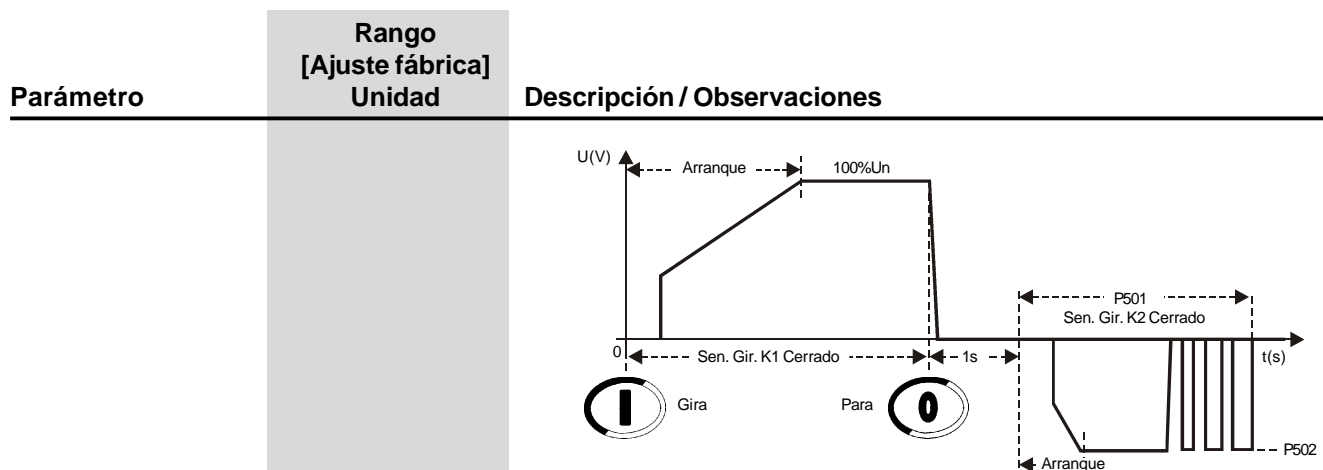 Parámetro
Rango
[Ajuste fábrica]
Unidad
Descripción / Observaciones
U(V)
Arranque
100%Un
P501
Sen. Gir. K2 Cerrado
0
Sen. Gir. K1 Cerrado
1s
t(s)
I
Gira
Para
0
P502
Arranque